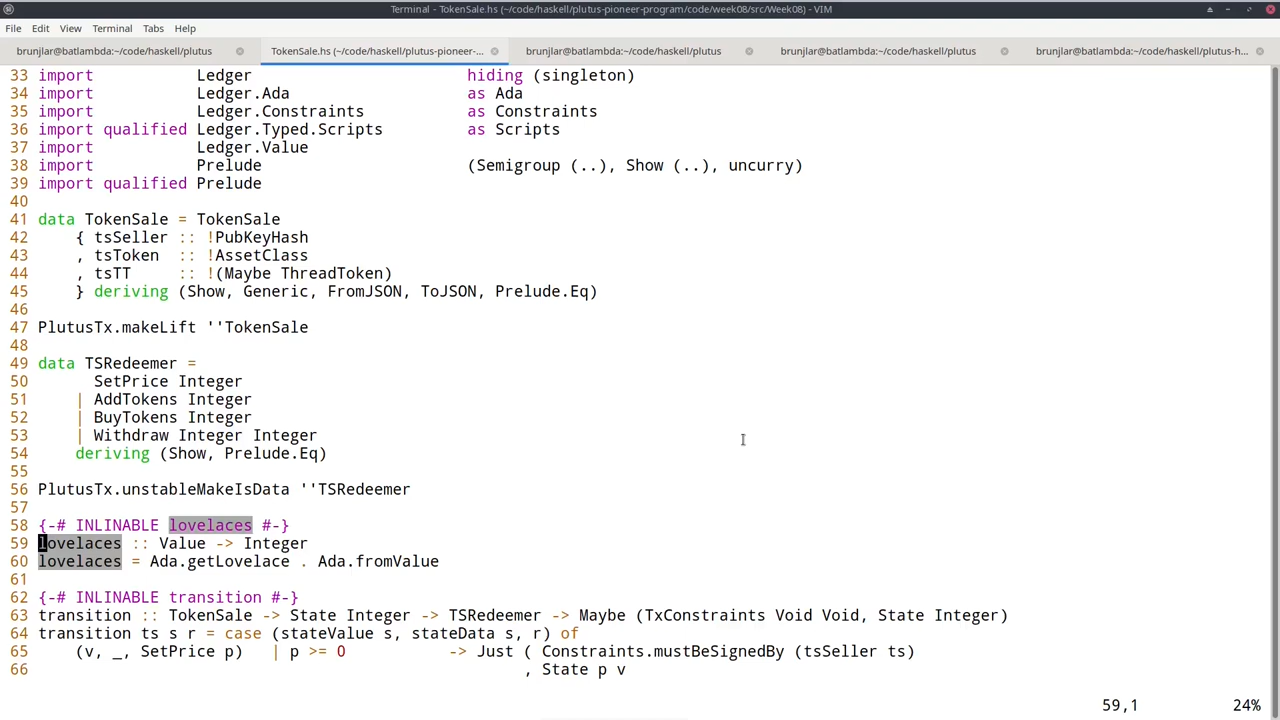 Terminal - TokenSale.hs (~/code/haskell/plutus-pioneer-program/code/week08/src/Week08) - VIM
File Edit View Terminal Tabs Help
brunjlar@batlambda:~/code/haskell/plutus TokenSale.hs (~/code/haskell/plutus-pioneer-... brunjlar@batlambda:~/code/haskell/plutus brunjlar@batlambda:~/code/haskell/plutus brunjlar@batlambda:~/code/haskell/plutus-h...
33 import           Ledger                       hiding (singleton)
34 import           Ledger.Ada                   as Ada
35 import           Ledger.Constraints           as Constraints
36 import qualified Ledger.Typed.Scripts         as Scripts
37 import           Ledger.Value
38 import           Prelude                      (Semigroup (..), Show (..), uncurry)
39 import qualified Prelude
40
41 data TokenSale = TokenSale
42     { tsSeller :: !PubKeyHash
43     , tsToken  :: !AssetClass
44     , tsTT     :: !(Maybe ThreadToken)
45     } deriving (Show, Generic, FromJSON, ToJSON, Prelude.Eq)
46
47 PlutusTx.makeLift ''TokenSale
48
49 data TSRedeemer =
50       SetPrice Integer
51     | AddTokens Integer
52     | BuyTokens Integer
53     | Withdraw Integer Integer
54     deriving (Show, Prelude.Eq)
55
56 PlutusTx.unstableMakeIsData ''TSRedeemer
57
58 {-# INLINABLE lovelaces #-}
59 lovelaces :: Value -> Integer
60 lovelaces = Ada.getLovelace . Ada.fromValue
61
62 {-# INLINABLE transition #-}
63 transition :: TokenSale -> State Integer -> TSRedeemer -> Maybe (TxConstraints Void Void, State Integer)
64 transition ts s r = case (stateValue s, stateData s, r) of
65     (v, _, SetPrice p)   | p >= 0           -> Just ( Constraints.mustBeSignedBy (tsSeller ts)
66                                                     , State p v
59,1 24%